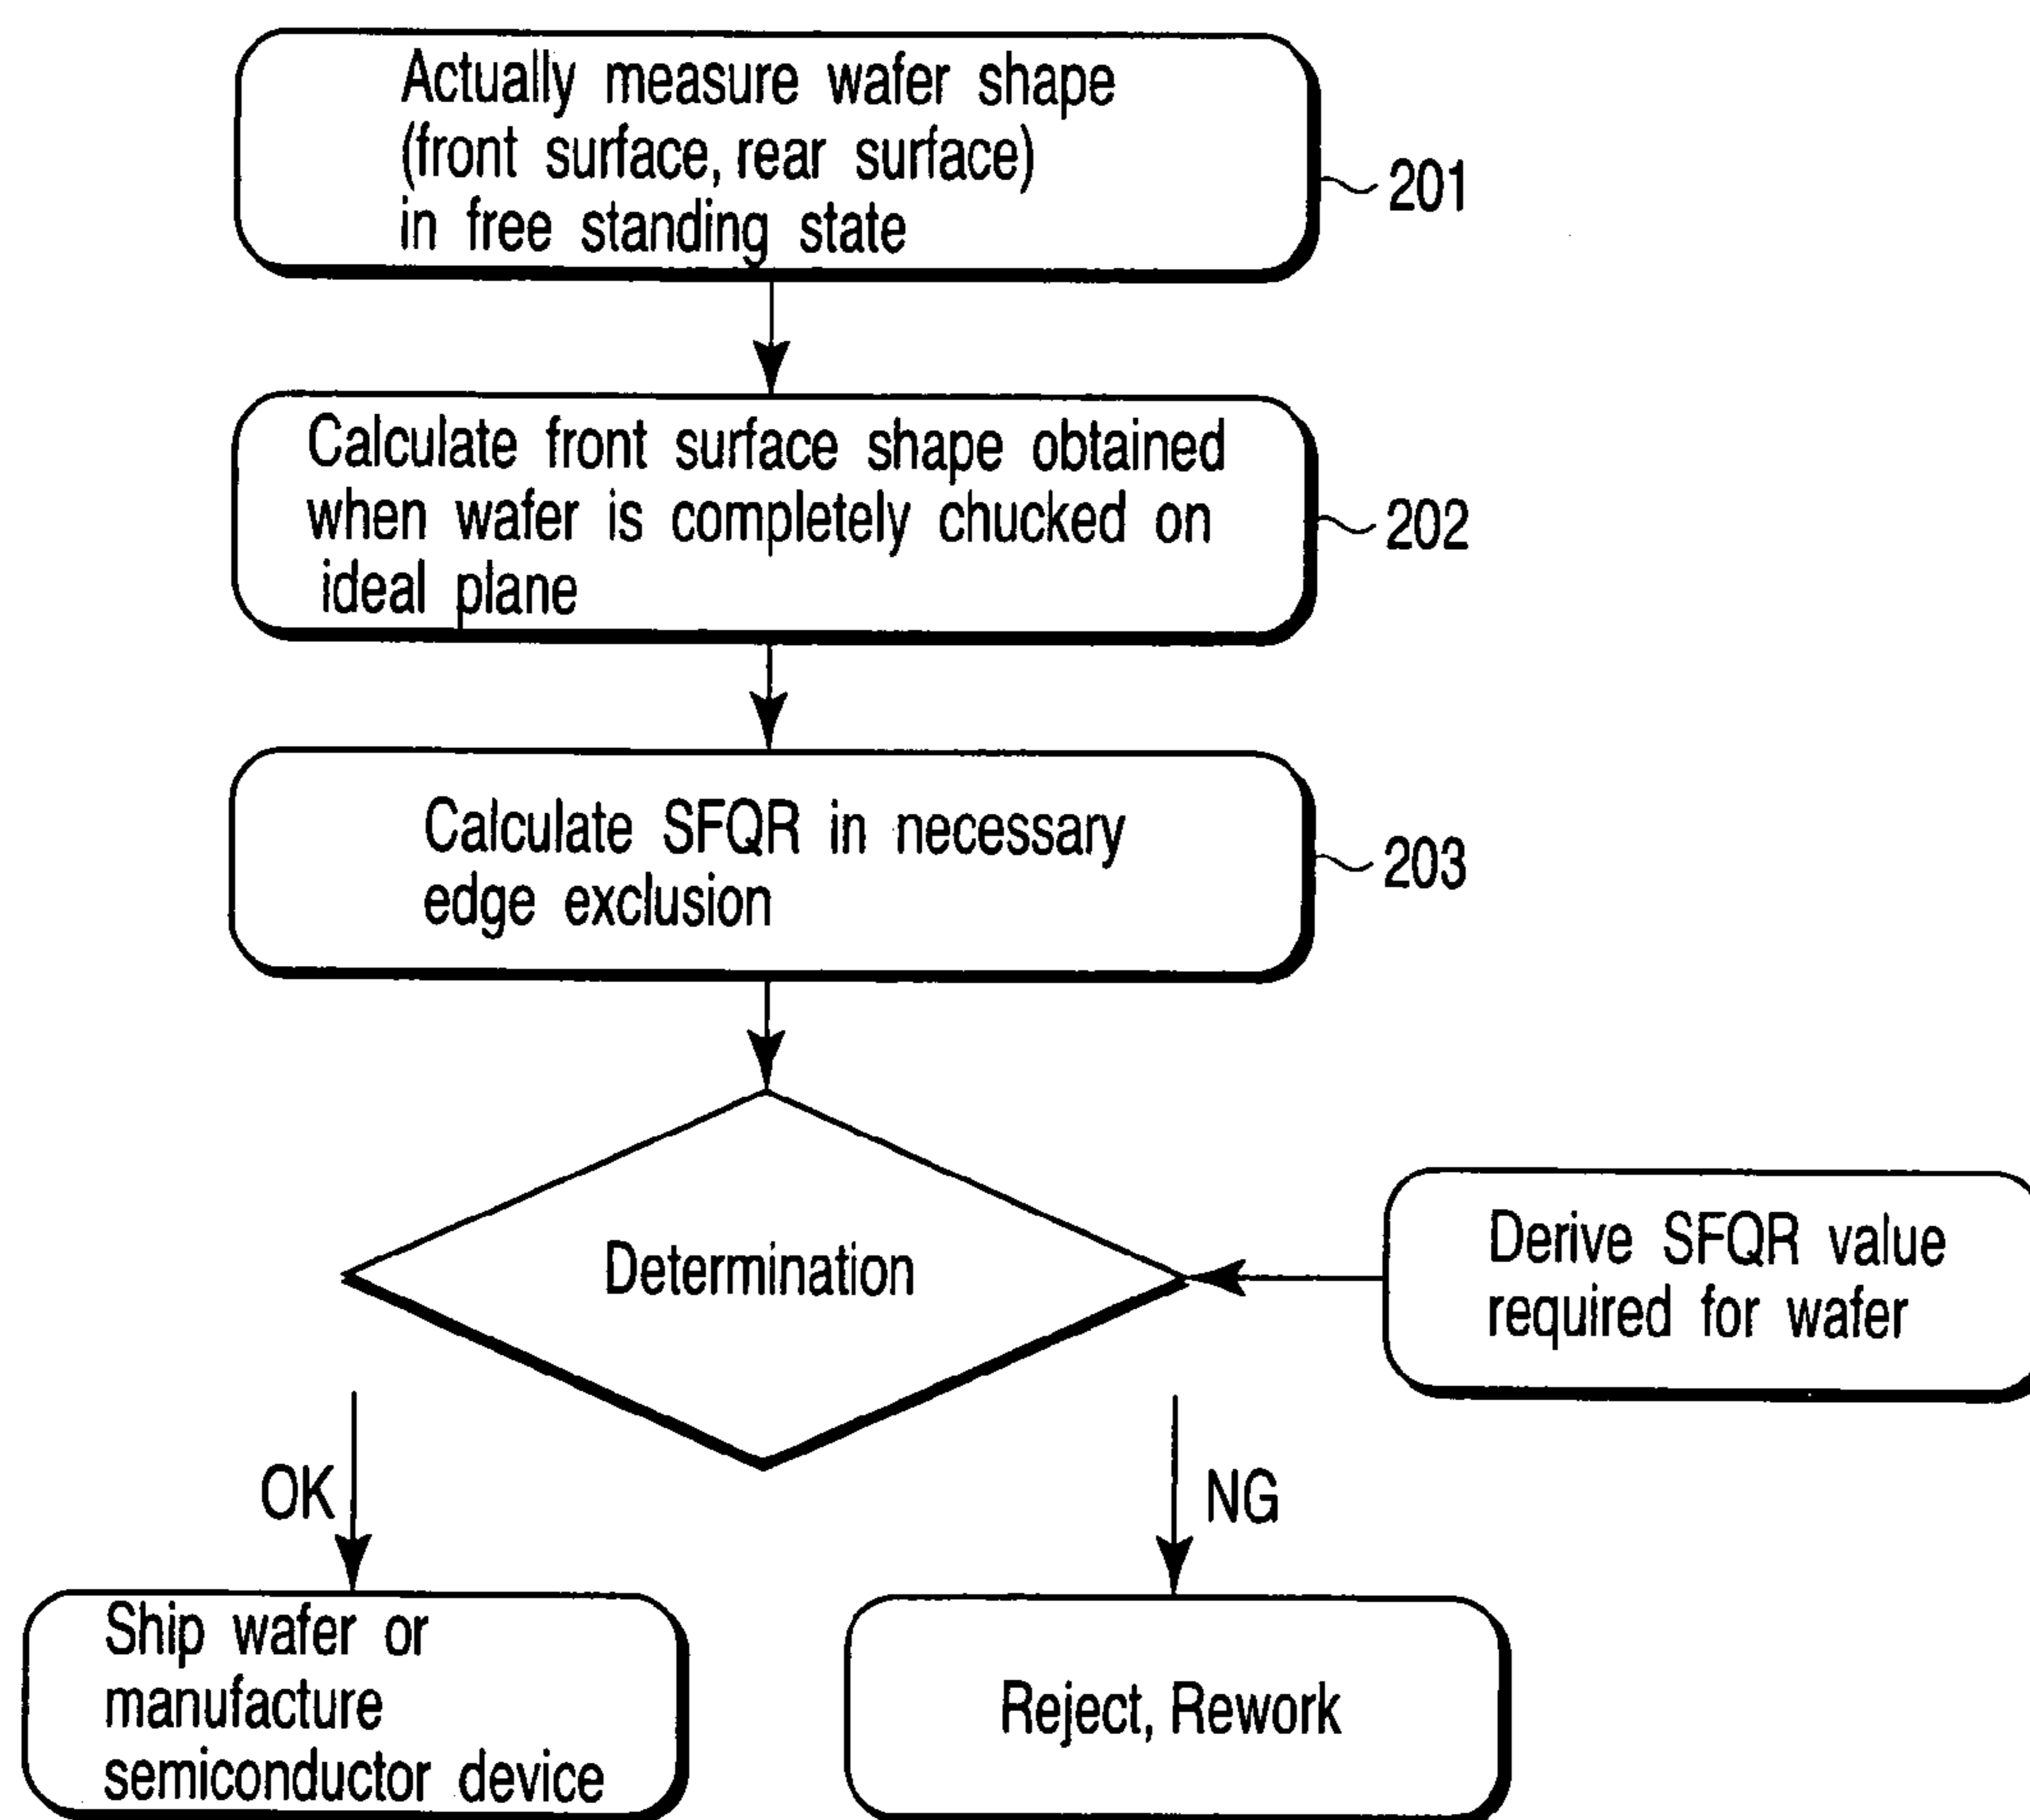 Actually measure wafer shape
(front surface, rear surface)
in free standing state
201
Calculate front surface shape obtained
when wafer is completely chucked on
ideal plane
202
Calculate SFQR in necessary
edge exclusion
203
Determination
Derive SFQR value
required for wafer
OK
NG
Ship wafer or
manufacture
semiconductor device
Reject, Rework